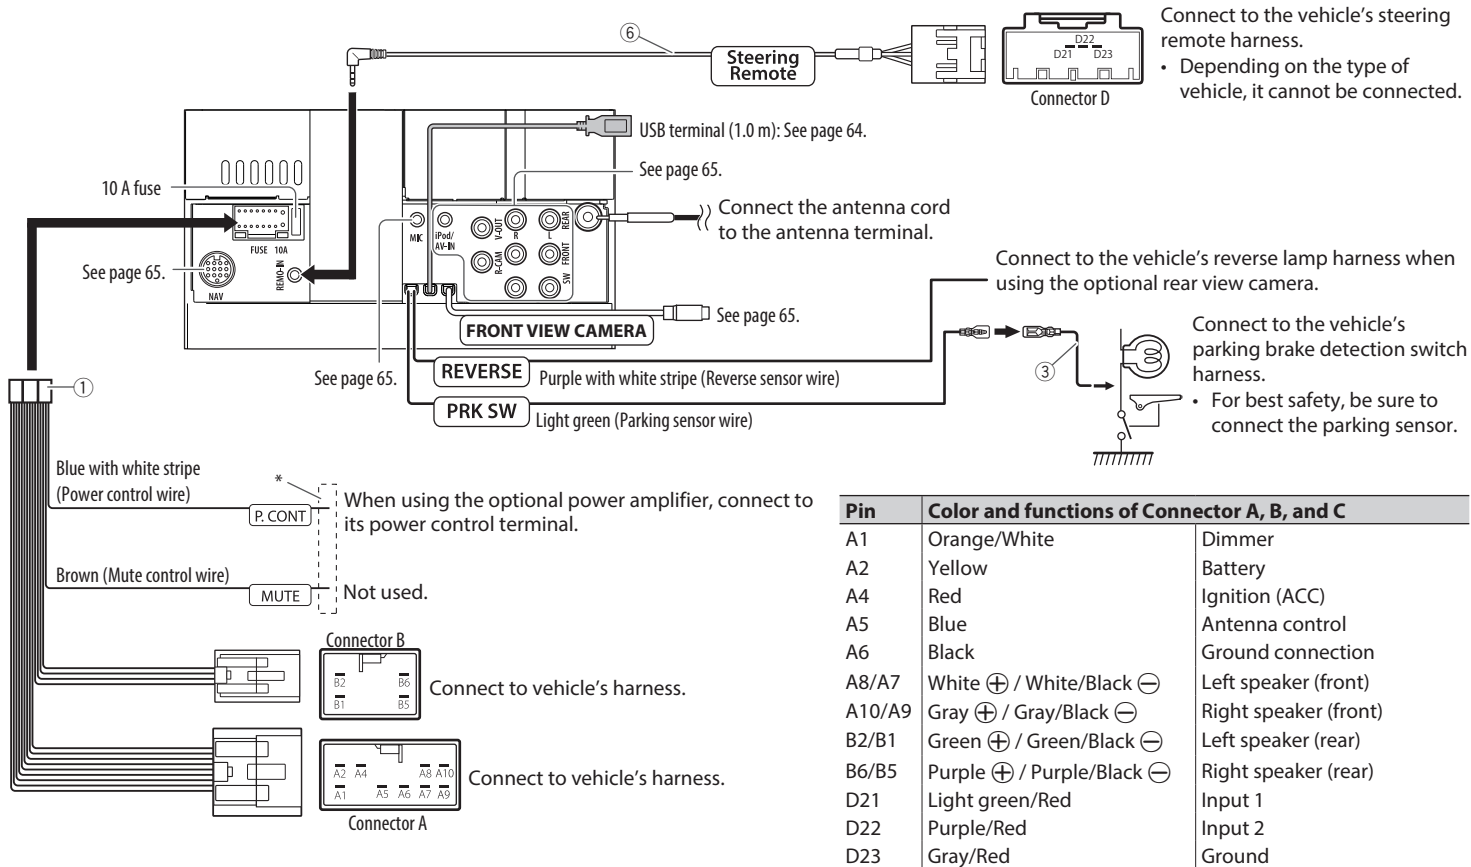 ⑥
Steering
Remote
D22
D21 D23
Connector D
Connect to the vehicle’s steering
remote harness.
• Depending on the type of
vehicle, it cannot be connected.
USB terminal (1.0 m): See page 64.
See page 65.
10 A fuse
Connect the antenna cord
to the antenna terminal.
MIC
iPod/
AV-IN
V-OUT
R-CAM
R
L
REAR
FRONT
SW
FUSE 10A
REMO-IN
NAV
See page 65.
Connect to the vehicle’s reverse lamp harness when
using the optional rear view camera.
FRONT VIEW CAMERA
See page 65.
See page 65.
REVERSE
Purple with white stripe (Reverse sensor wire)
PRK SW
Light green (Parking sensor wire)
③
Connect to the vehicle’s
parking brake detection switch
harness.
• For best safety, be sure to
connect the parking sensor.
①
Blue with white stripe
(Power control wire)
P. CONT
*
When using the optional power amplifier, connect to
its power control terminal.
Brown (Mute control wire)
MUTE
Not used.
Connector B
B2 B6
B1 B5
Connect to vehicle’s harness.
A2 A4 A8 A10
A1 A5 A6 A7 A9
Connect to vehicle’s harness.
Connector A
Pin Color and functions of Connector A, B, and C
A1 Orange/White Dimmer
A2 Yellow Battery
A4 Red Ignition (ACC)
A5 Blue Antenna control
A6 Black Ground connection
A8/A7 White ⊕ / White/Black ⊖ Left speaker (front)
A10/A9 Gray ⊕ / Gray/Black ⊖ Right speaker (front)
B2/B1 Green ⊕ / Green/Black ⊖ Left speaker (rear)
B6/B5 Purple ⊕ / Purple/Black ⊖ Right speaker (rear)
D21 Light green/Red Input 1
D22 Purple/Red Input 2
D23 Gray/Red Ground